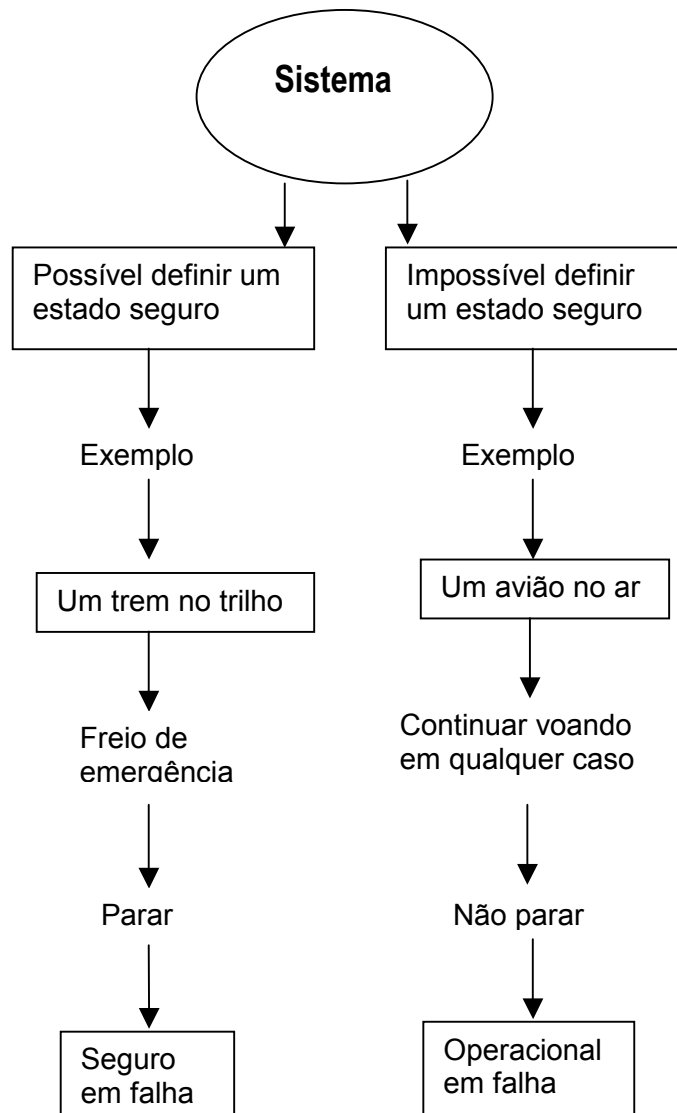 Sistema
Possível definir um
estado seguro
Impossível definir
um estado seguro
Exemplo
Exemplo
Um trem no trilho
Um avião no ar
Freio de
emergência
Continuar voando
em qualquer caso
Parar
Não parar
Seguro
em falha
Operacional
em falha